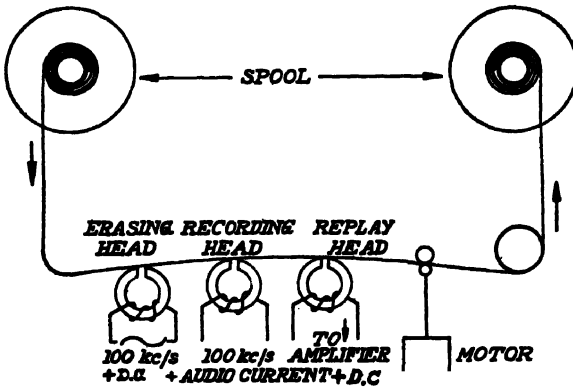 SPOOL
ERASING RECORDING REPLAY
HEAD HEAD HEAD
100 kc/s 100 kc/s TO AMPLIFIER MOTOR
+D.C. + AUDIO CURRENT + D.C